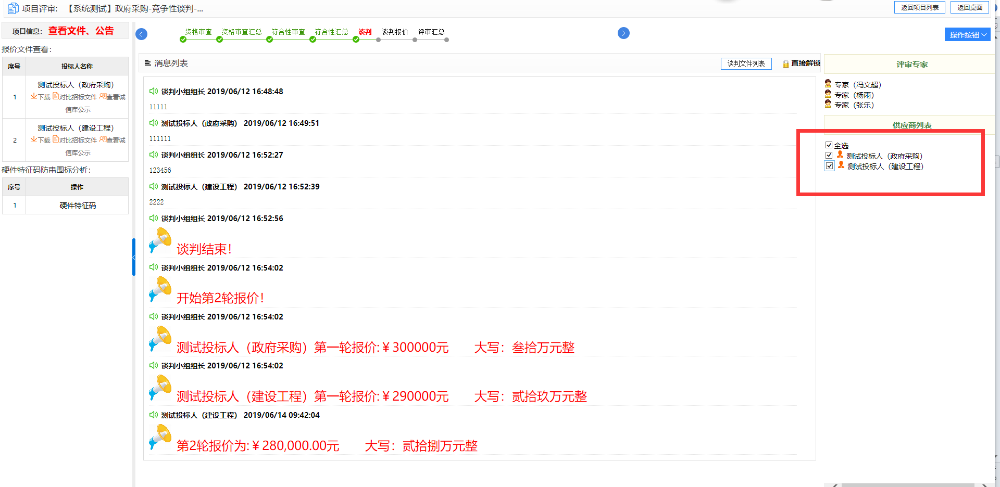 项目评审: 【系统测试】政府采购-竞争性谈判-...
返回项目列表
返回桌面
项目信息: 查看文件、公告
资格审查
资格审查汇总
符合性审查
符合性汇总
谈判
谈判报价
评审汇总
操作按钮
报价文件查看:
序号
投标人名称
1
测试投标人（政府采购）
下载 对比招标文件 查看诚
信库公示
2
测试投标人（建设工程）
下载 对比招标文件 查看诚
信库公示
硬件特征码防串围标分析:
序号
操作
1
硬件特征码
消息列表
谈判文件列表
直接解锁
谈判小组组长 2019/06/12 16:48:48
11111
测试投标人（政府采购） 2019/06/12 16:49:51
111111
谈判小组组长 2019/06/12 16:52:27
123456
测试投标人（建设工程） 2019/06/12 16:52:39
2222
谈判小组组长 2019/06/12 16:52:56
谈判结束！
谈判小组组长 2019/06/12 16:54:02
开始第2轮报价！
谈判小组组长 2019/06/12 16:54:02
测试投标人（政府采购）第一轮报价:￥300000元 大写：叁拾万元整
谈判小组组长 2019/06/12 16:54:02
测试投标人（建设工程）第一轮报价:￥290000元 大写：贰拾玖万元整
测试投标人（建设工程） 2019/06/14 09:42:04
第2轮报价为:￥280,000.00元 大写：贰拾捌万元整
评审专家
专家（冯文超）
专家（杨雨）
专家（张乐）
供应商列表
全选
测试投标人（政府采购）
测试投标人（建设工程）